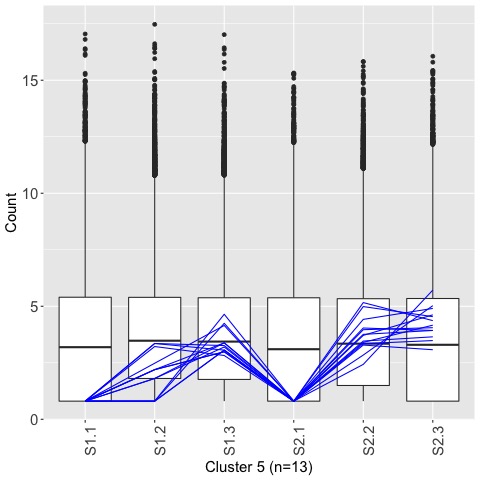 Count
15
10
5
0
S1.1
S1.2
S1.3
S2.1
S2.2
S2.3
Cluster 5 (n=13)